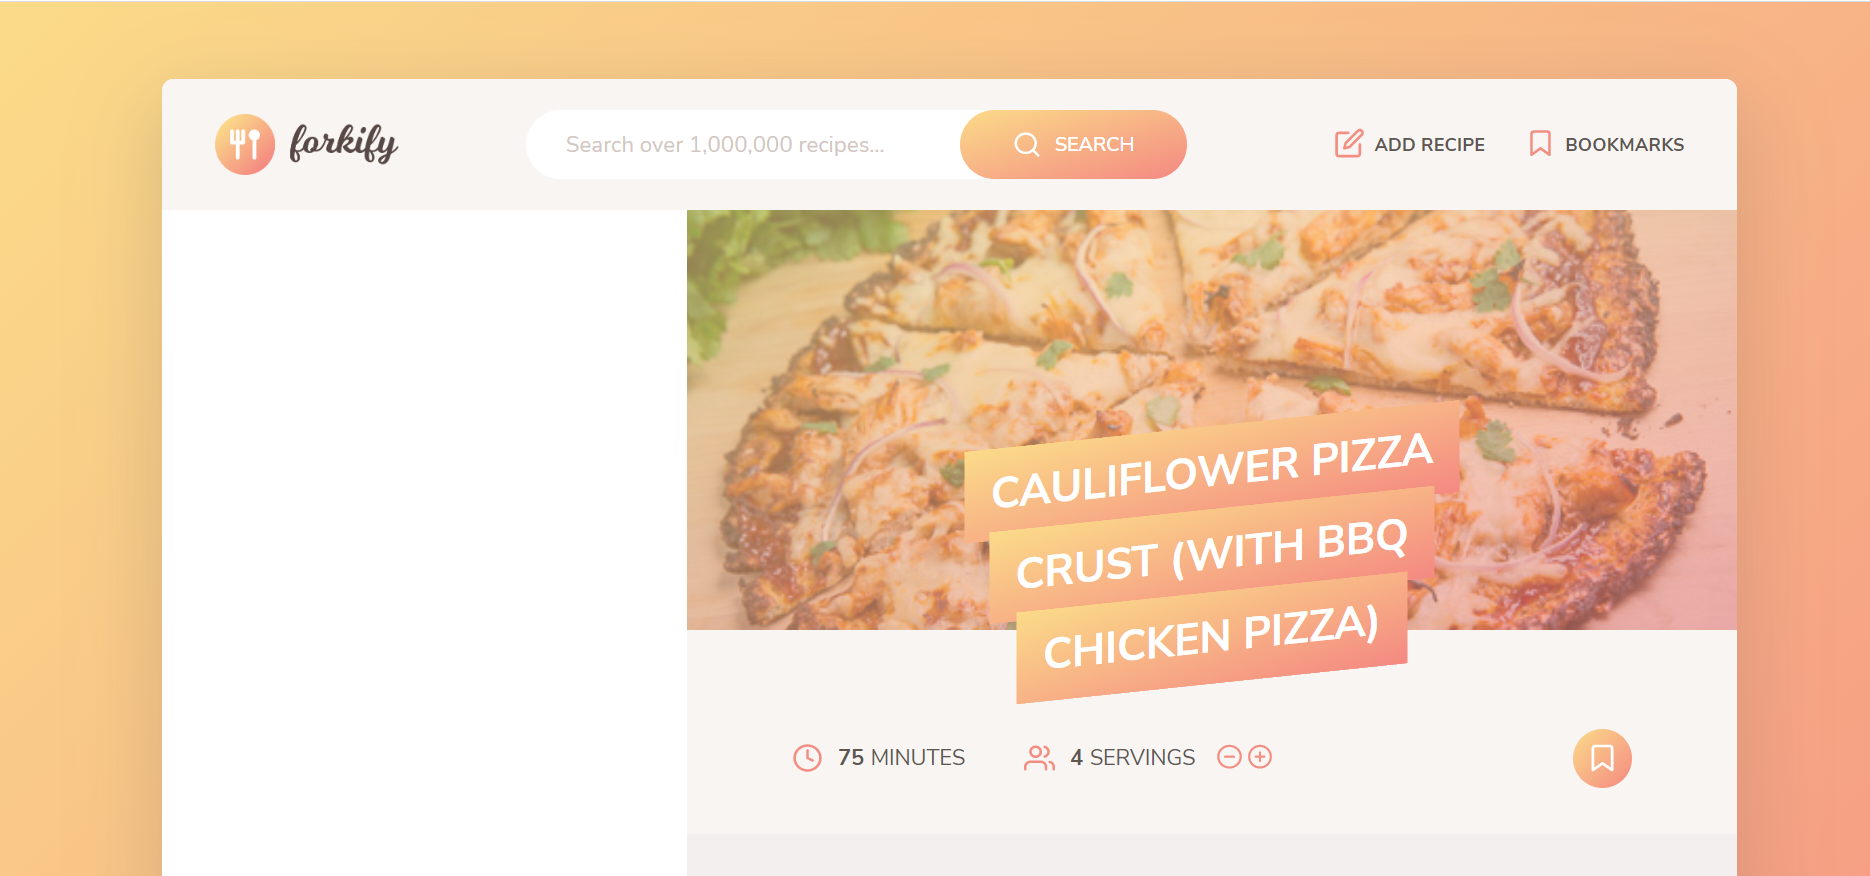 forkify
Search over 1,000,000 recipes...
SEARCH
ADD RECIPE
BOOKMARKS
CAULIFLOWER PIZZA
CRUST (WITH BBQ
CHICKEN PIZZA)
75 MINUTES
4 SERVINGS